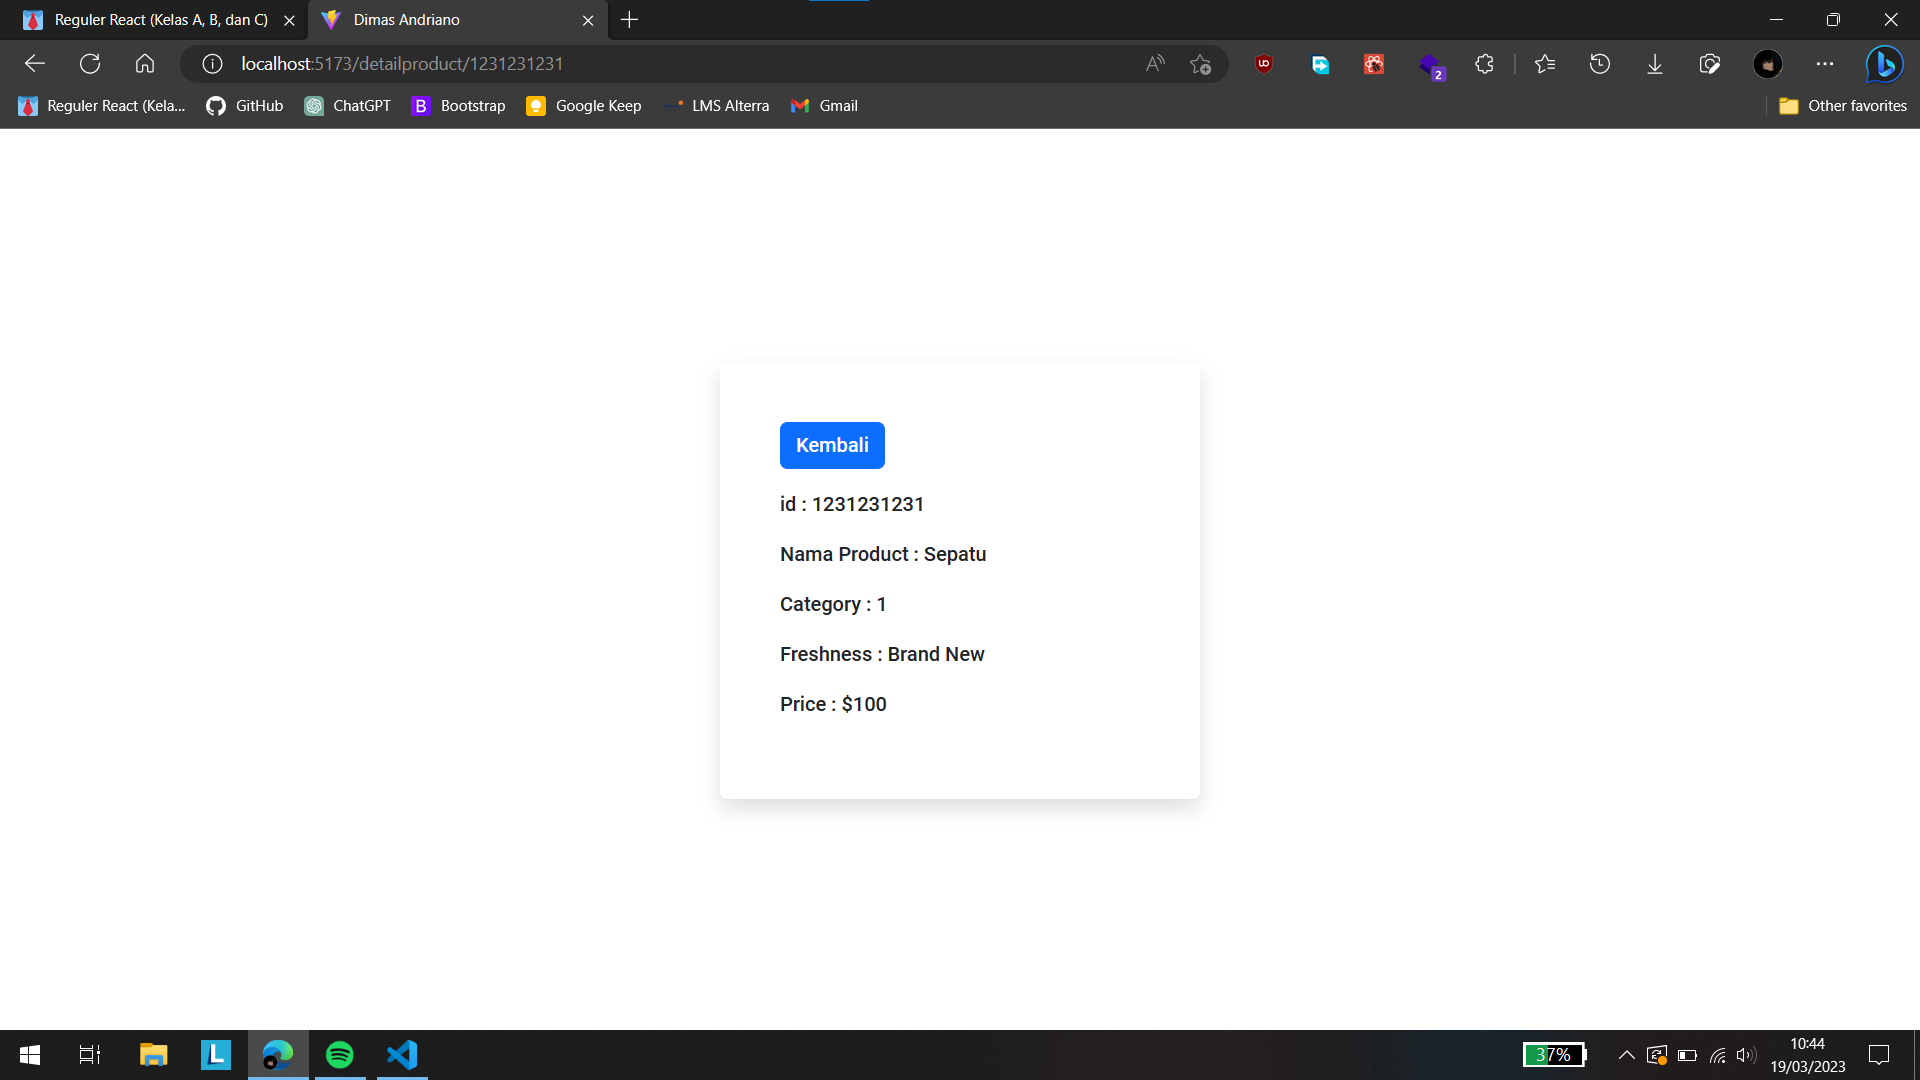 Reguler React (Kelas A, B, dan C)
Dimas Andriano
localhost:5173/detailproduct/1231231231
2
Reguler React (Kela...
GitHub
ChatGPT
B Bootstrap
Google Keep
LMS Alterra
Gmail
Other favorites
Kembali
id : 1231231231
Nama Product : Sepatu
Category : 1
Freshness : Brand New
Price : $100
L
37%
10:44
19/03/2023